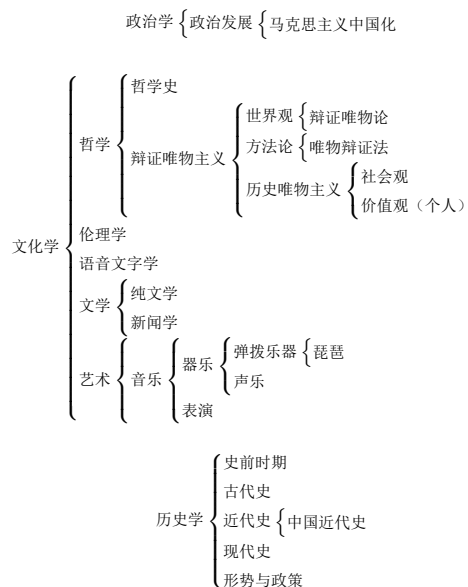 政治学 { 政治发展 { 马克思主义中国化
哲学史
世界观 { 辩证唯物论
哲学
方法论 { 唯物辩证法
辩证唯物主义
社会观
历史唯物主义
价值观（个人）
伦理学
文化学
语音文字学
纯文学
文学
新闻学
弹拨乐器 { 琵琶
器乐
声乐
艺术
音乐
表演
史前时期
古代史
历史学
近代史 { 中国近代史
现代史
形势与政策